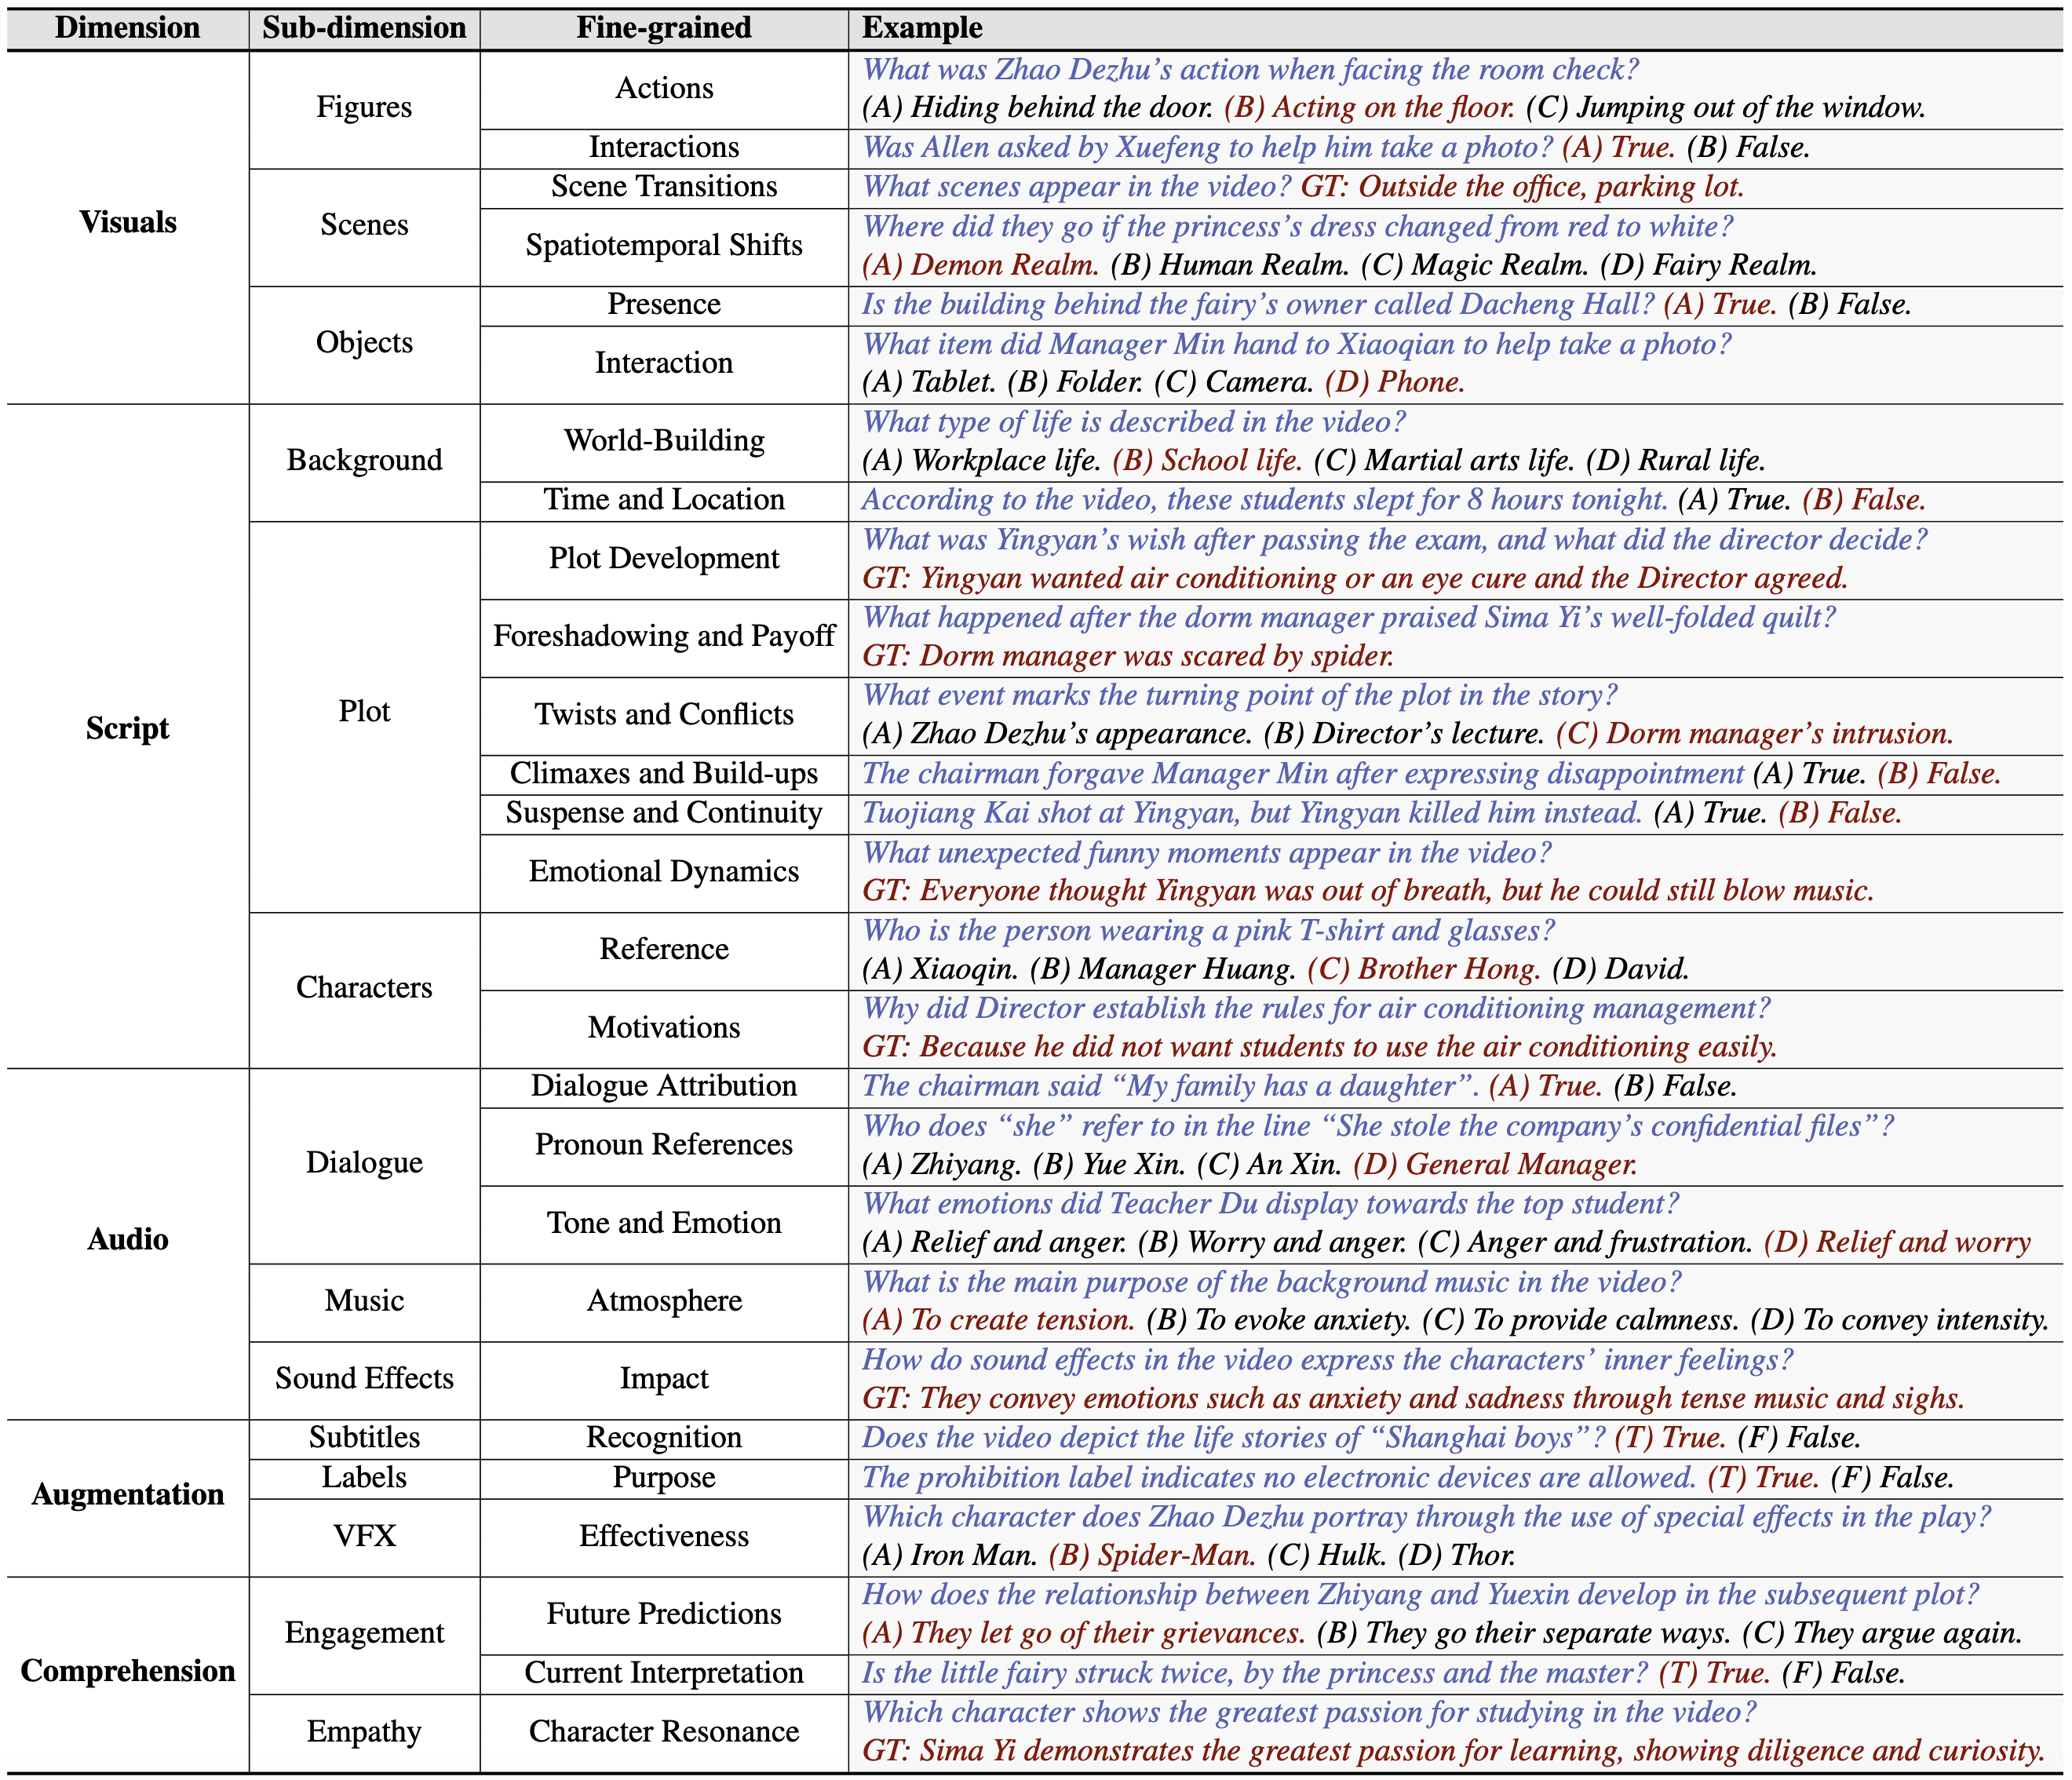 Dimension Sub-dimension Fine-grained Example
Visuals
Figures
Actions
What was Zhao Dezhu's action when facing the room check?
(A) Hiding behind the door. (B) Acting on the floor. (C) Jumping out of the window.
Interactions
Was Allen asked by Xuefeng to help him take a photo? (A) True. (B) False.
Scenes
Scene Transitions
What scenes appear in the video? GT: Outside the office, parking lot.
Spatiotemporal Shifts
Where did they go if the princess's dress changed from red to white?
(A) Demon Realm. (B) Human Realm. (C) Magic Realm. (D) Fairy Realm.
Objects
Presence
Is the building behind the fairy's owner called Dacheng Hall? (A) True. (B) False.
Interaction
What item did Manager Min hand to Xiaoqian to help take a photo?
(A) Tablet. (B) Folder. (C) Camera. (D) Phone.
Script
Background
World-Building
What type of life is described in the video?
(A) Workplace life. (B) School life. (C) Martial arts life. (D) Rural life.
Time and Location
According to the video, these students slept for 8 hours tonight. (A) True. (B) False.
Plot
Plot Development
What was Yingyan's wish after passing the exam, and what did the director decide?
GT: Yingyan wanted air conditioning or an eye cure and the Director agreed.
Foreshadowing and Payoff
What happened after the dorm manager praised Sima Yi's well-folded quilt?
GT: Dorm manager was scared by spider.
Twists and Conflicts
What event marks the turning point of the plot in the story?
(A) Zhao Dezhu's appearance. (B) Director's lecture. (C) Dorm manager's intrusion.
Climaxes and Build-ups
The chairman forgave Manager Min after expressing disappointment (A) True. (B) False.
Suspense and Continuity
Tuojiang Kai shot at Yingyan, but Yingyan killed him instead. (A) True. (B) False.
Emotional Dynamics
What unexpected funny moments appear in the video?
GT: Everyone thought Yingyan was out of breath, but he could still blow music.
Characters
Reference
Who is the person wearing a pink T-shirt and glasses?
(A) Xiaoqin. (B) Manager Huang. (C) Brother Hong. (D) David.
Motivations
Why did Director establish the rules for air conditioning management?
GT: Because he did not want students to use the air conditioning easily.
Audio
Dialogue
Dialogue Attribution
The chairman said “My family has a daughter”. (A) True. (B) False.
Pronoun References
Who does “she” refer to in the line “She stole the company's confidential files”?
(A) Zhiyang. (B) Yue Xin. (C) An Xin. (D) General Manager.
Tone and Emotion
What emotions did Teacher Du display towards the top student?
(A) Relief and anger. (B) Worry and anger. (C) Anger and frustration. (D) Relief and worry
Music
Atmosphere
What is the main purpose of the background music in the video?
(A) To create tension. (B) To evoke anxiety. (C) To provide calmness. (D) To convey intensity.
Sound Effects
Impact
How do sound effects in the video express the characters' inner feelings?
GT: They convey emotions such as anxiety and sadness through tense music and sighs.
Augmentation
Subtitles
Recognition
Does the video depict the life stories of “Shanghai boys”? (T) True. (F) False.
Labels
Purpose
The prohibition label indicates no electronic devices are allowed. (T) True. (F) False.
VFX
Effectiveness
Which character does Zhao Dezhu portray through the use of special effects in the play?
(A) Iron Man. (B) Spider-Man. (C) Hulk. (D) Thor.
Comprehension
Engagement
Future Predictions
How does the relationship between Zhiyang and Yuexin develop in the subsequent plot?
(A) They let go of their grievances. (B) They go their separate ways. (C) They argue again.
Current Interpretation
Is the little fairy struck twice, by the princess and the master? (T) True. (F) False.
Empathy
Character Resonance
Which character shows the greatest passion for studying in the video?
GT: Sima Yi demonstrates the greatest passion for learning, showing diligence and curiosity.